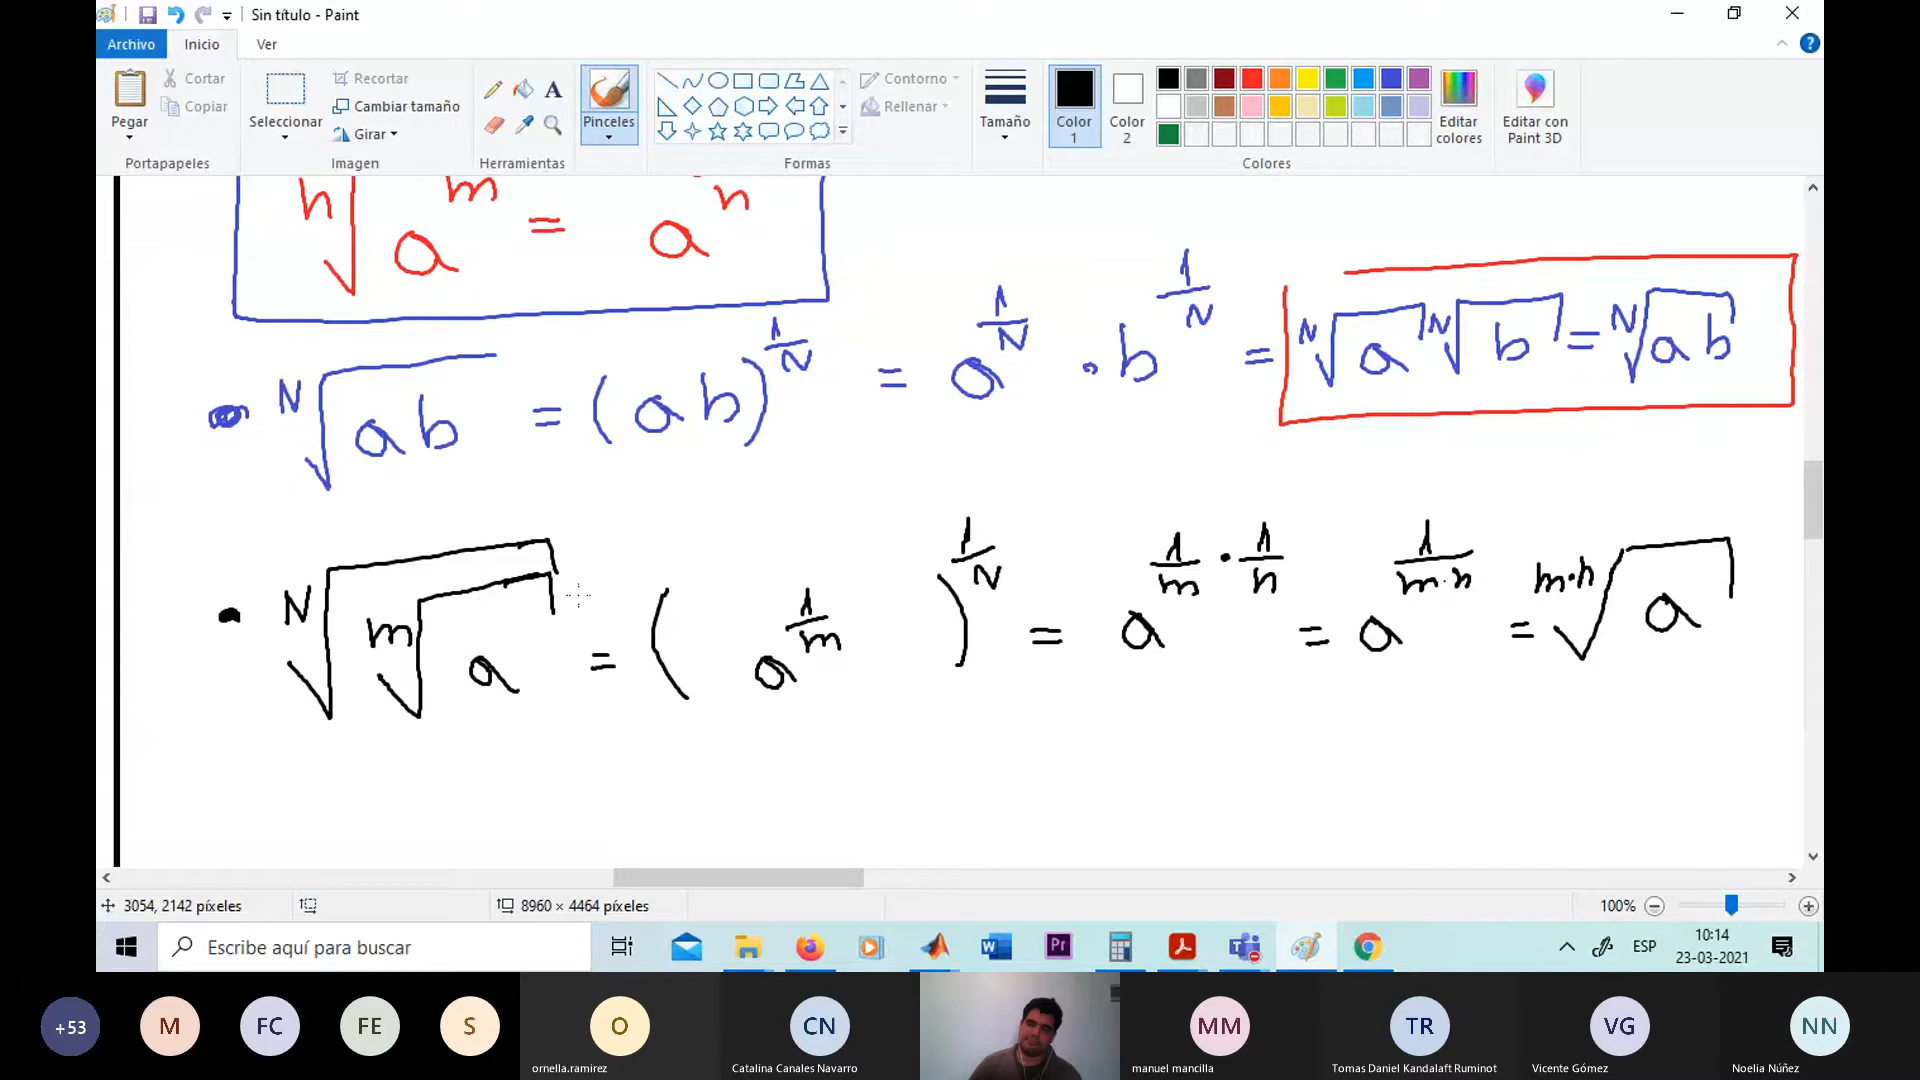 Sin título - Paint
Archivo Inicio Ver
Pegar
Cortar
Copiar
Portapapeles
Seleccionar
Recortar
Cambiar tamaño
Girar
Imagen
A
Herramientas
Pinceles
Formas
Contorno
Rellenar
Tamaño
Color 1
Color 2
Colores
Editar colores
Editar con Paint 3D
n√a^m = a^n
• N√ab = (ab)^1/N = a^1/N • b^1/N = N√a N√b = N√ab
• N√m√a = (a^1/m)^1/N = a^1/m • 1/n = a^1/m·n = m·n√a
3054, 2142 píxeles
8960 × 4464 píxeles
100%
Escribe aquí para buscar
Pr
ESP
10:14
23-03-2021
+53
M
FC
FE
S
O
ornella.ramirez
CN
Catalina Canales Navarro
MM
manuel mancilla
TR
Tomas Daniel Kandalaft Ruminot
VG
Vicente Gómez
NN
Noelia Núñez